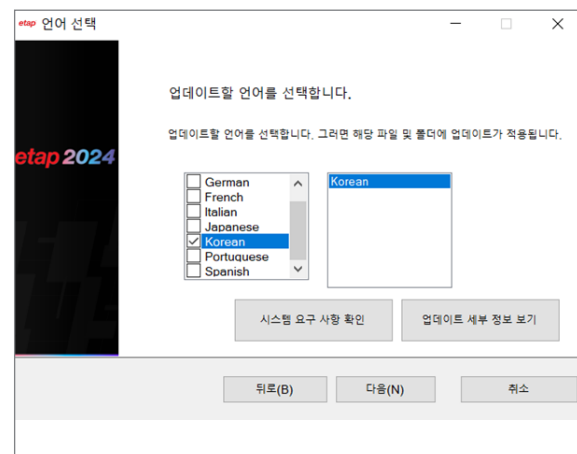 etap 언어 선택
업데이트할 언어를 선택합니다.
업데이트할 언어를 선택합니다. 그러면 해당 파일 및 폴더에 업데이트가 적용됩니다.
etap 2024
German
French
Italian
Japanese
Korean
Portuguese
Spanish
Korean
시스템 요구 사항 확인
업데이트 세부 정보 보기
뒤로(B)
다음(N)
취소